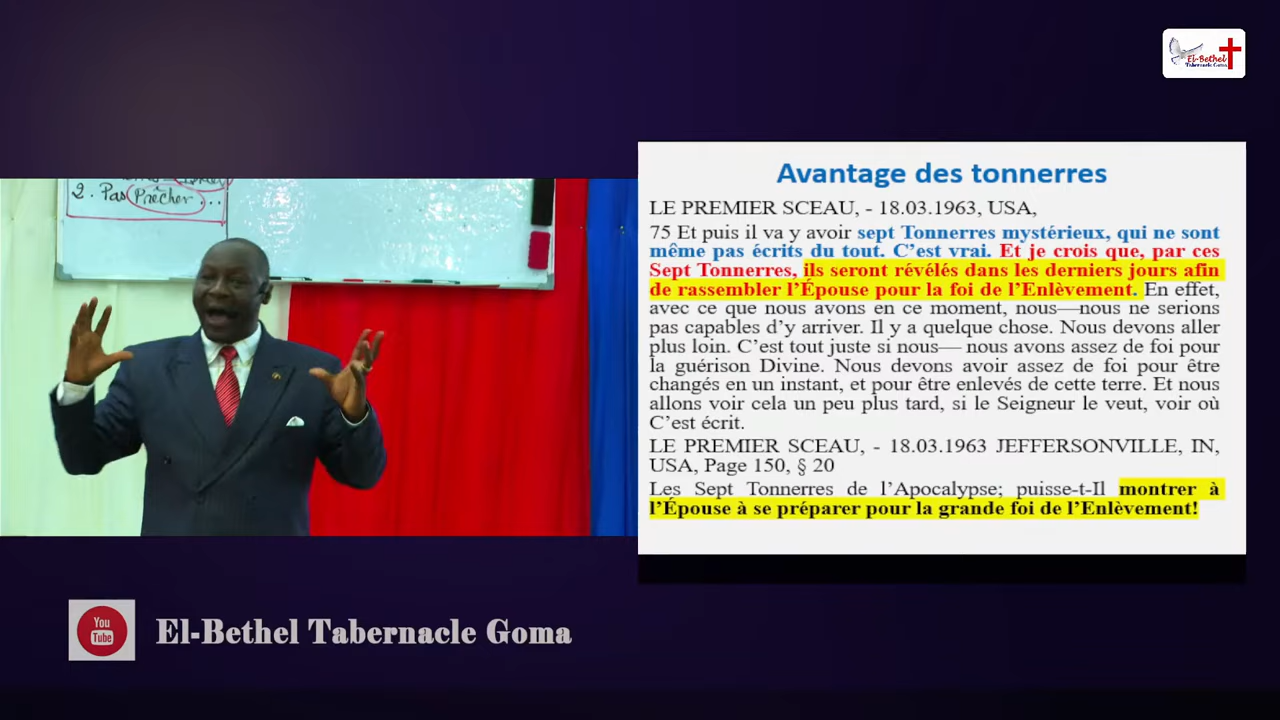 El-Bethel
Tabernacle Goma
2. Pas Prêcher ...
Avantage des tonnerres
LE PREMIER SCEAU, - 18.03.1963, USA,
75 Et puis il va y avoir sept Tonnerres mystérieux, qui ne sont
même pas écrits du tout. C’est vrai. Et je crois que, par ces
Sept Tonnerres, ils seront révélés dans les derniers jours afin
de rassembler l’Épouse pour la foi de l’Enlèvement. En effet,
avec ce que nous avons en ce moment, nous—nous ne serions
pas capables d’y arriver. Il y a quelque chose. Nous devons aller
plus loin. C’est tout juste si nous— nous avons assez de foi pour
la guérison Divine. Nous devons avoir assez de foi pour être
changés en un instant, et pour être enlevés de cette terre. Et nous
allons voir cela un peu plus tard, si le Seigneur le veut, voir où
C’est écrit.
LE PREMIER SCEAU, - 18.03.1963 JEFFERSONVILLE, IN,
USA, Page 150, § 20
Les Sept Tonnerres de l’Apocalypse; puisse-t-Il montrer à
l’Épouse à se préparer pour la grande foi de l’Enlèvement!
You
Tube
El-Bethel Tabernacle Goma